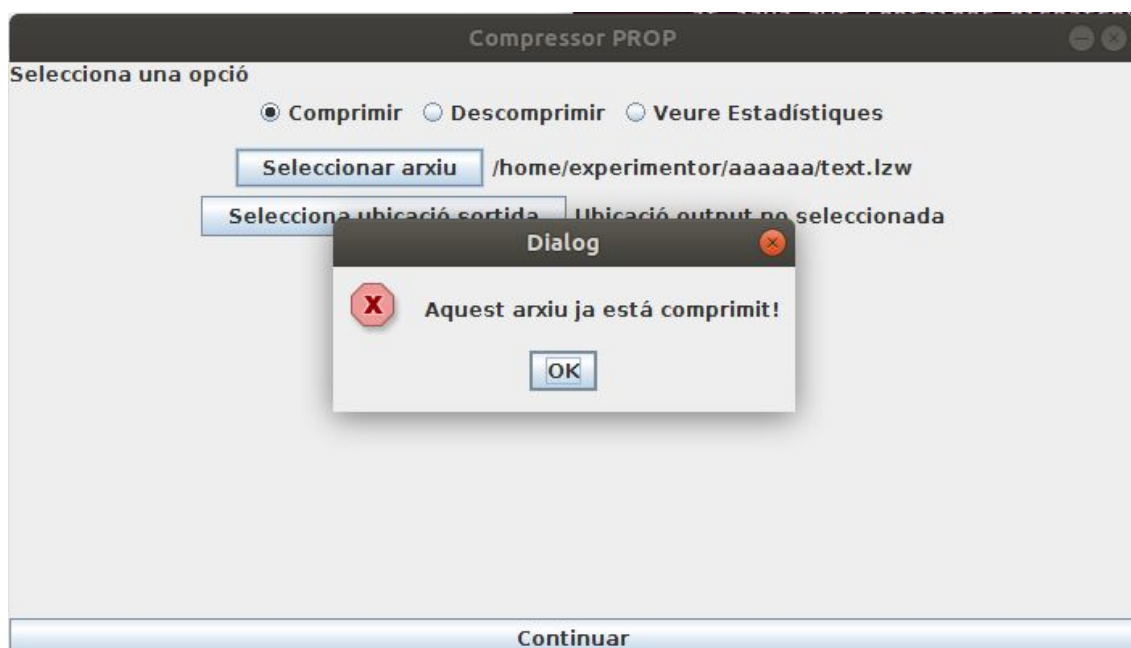 Compressor PROP
Selecciona una opció
Comprimir Descomprimir Veure Estadístiques
Seleccionar arxiu /home/experimentor/aaaaaa/text.lzw
Selecciona ubicació sortida Ubicació output no seleccionada
Dialog
X Aquest arxiu ja está comprimit!
OK
Continuar